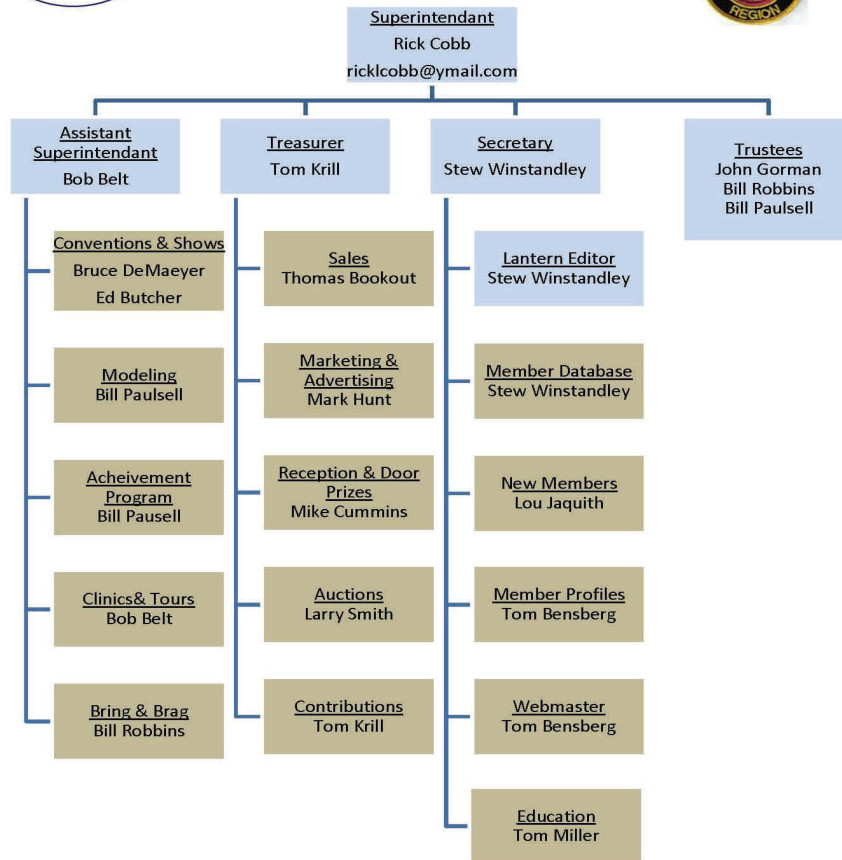 REGION
Superintendant
Rick Cobb
ricklcobb@ymail.com
Assistant
Superintendant
Bob Belt
Treasurer
Tom Krill
Secretary
Stew Winstandley
Trustees
John Gorman
Bill Robbins
Bill Paulsell
Conventions & Shows
Bruce DeMaeyer
Ed Butcher
Modeling
Bill Paulsell
Acheivement
Program
Bill Pausell
Clinics& Tours
Bob Belt
Bring & Brag
Bill Robbins
Sales
Thomas Bookout
Marketing &
Advertising
Mark Hunt
Reception & Door
Prizes
Mike Cummins
Auctions
Larry Smith
Contributions
Tom Krill
Lantern Editor
Stew Winstandley
Member Database
Stew Winstandley
New Members
Lou Jaquith
Member Profiles
Tom Bensberg
Webmaster
Tom Bensberg
Education
Tom Miller